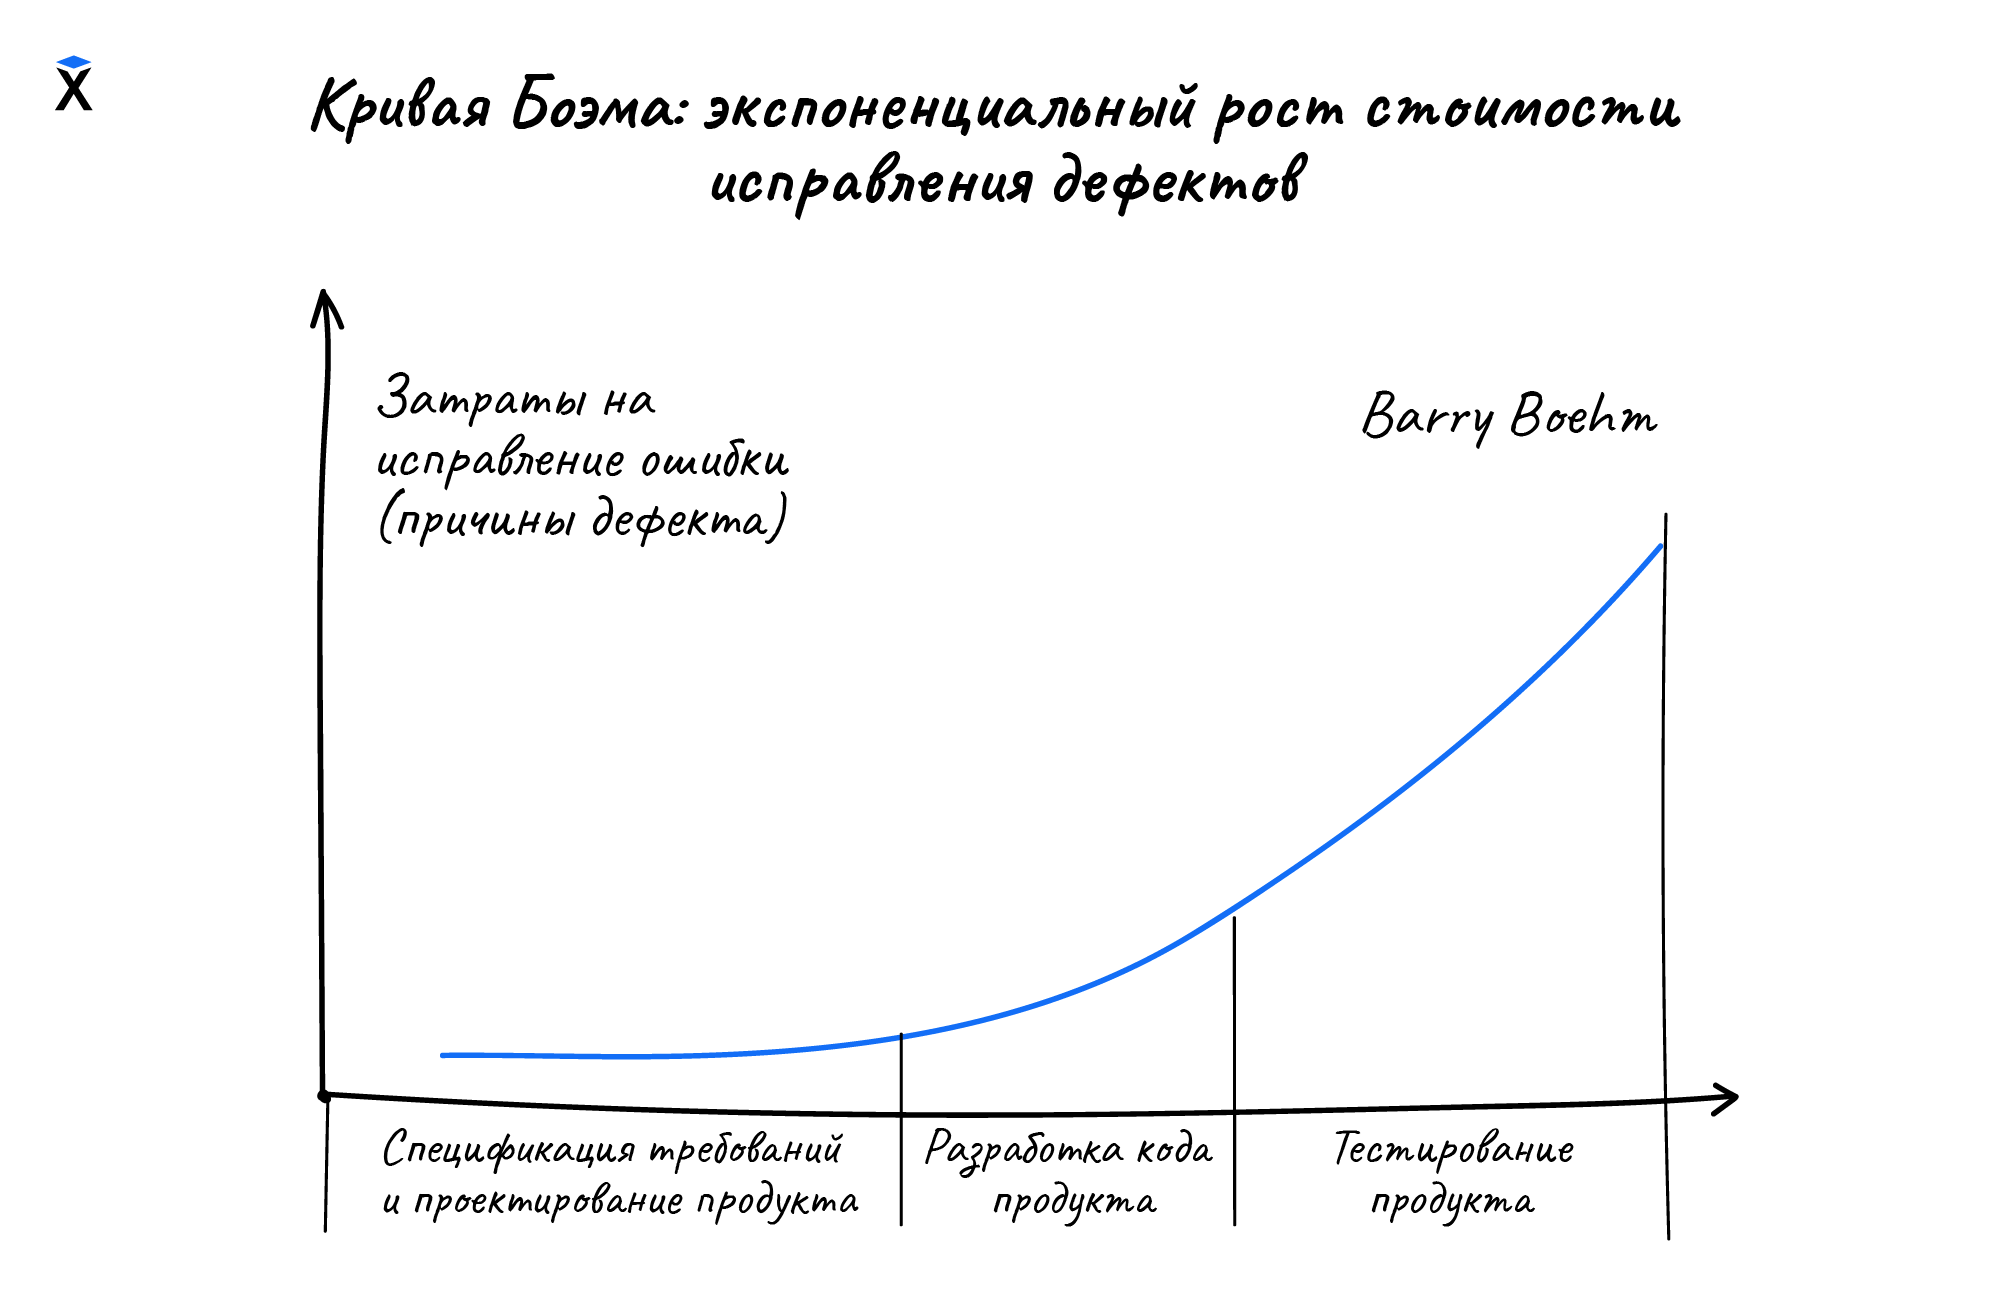 Кривая Боэма: экспоненциальный рост стоимости
исправления дефектов
Затраты на
исправление ошибки
(причины дефекта)
Barry Boehm
Спецификация требований
и проектирование продукта
Разработка кода
продукта
Тестирование
продукта